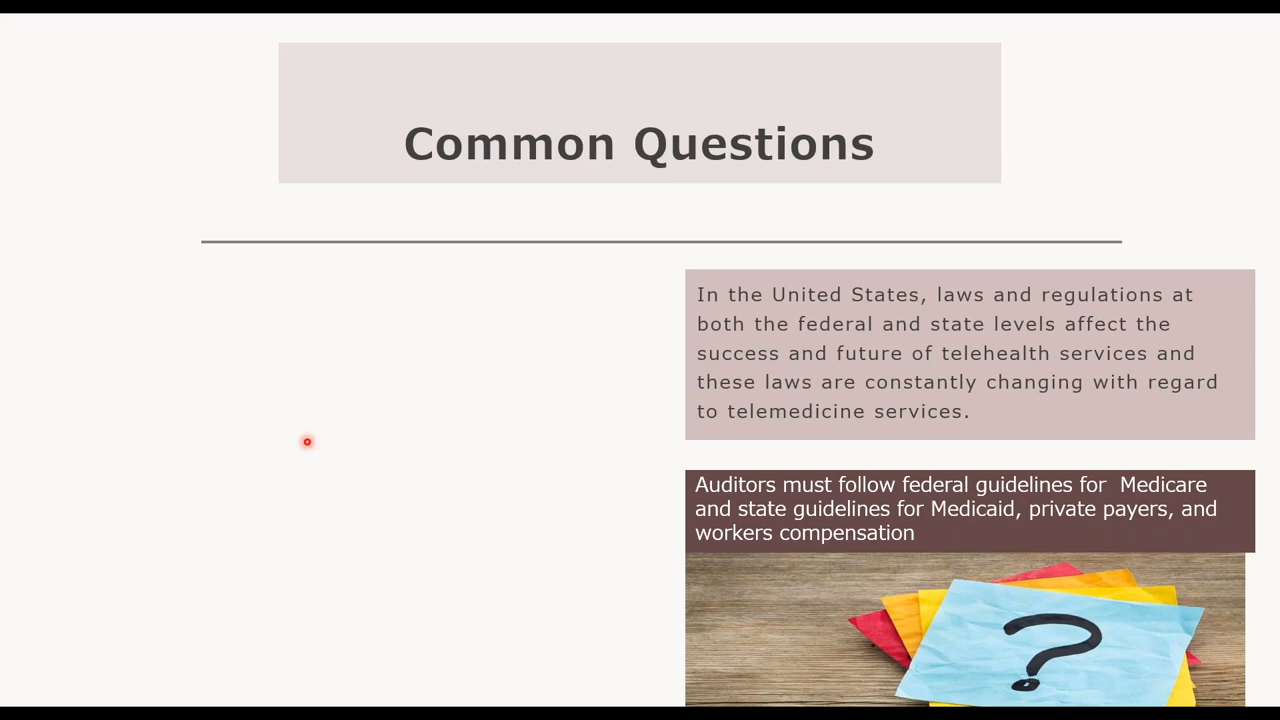 Common Questions
In the United States, laws and regulations at
both the federal and state levels affect the
success and future of telehealth services and
these laws are constantly changing with regard
to telemedicine services.
Auditors must follow federal guidelines for  Medicare
and state guidelines for Medicaid, private payers, and
workers compensation
?